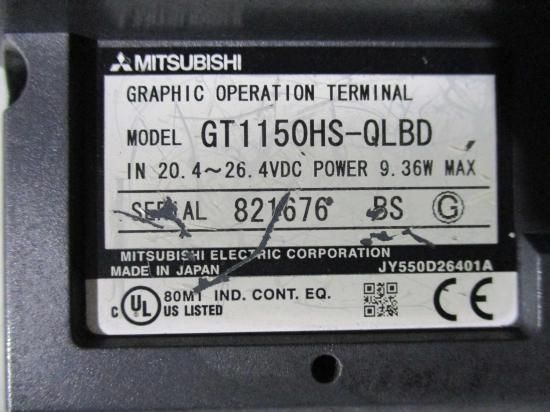 MITSUBISHI
GRAPHIC OPERATION TERMINAL
MODEL GT1150HS-QLBD
IN 20.4~26.4VDC POWER 9.36W MAX
SERIAL 821676 BS G
MITSUBISHI ELECTRIC CORPORATION
MADE IN JAPAN JY550D26401A
C UL US LISTED 80M1 IND. CONT. EQ. CE